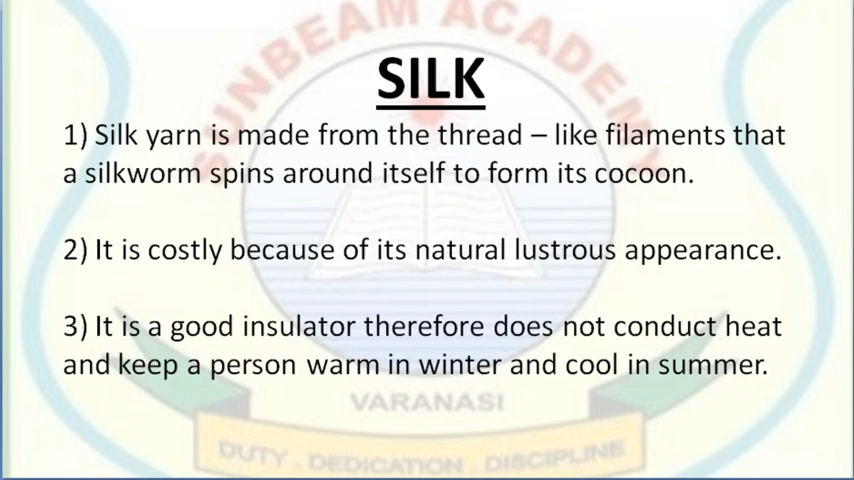 SUNBEAM ACADEMY
SILK
1) Silk yarn is made from the thread – like filaments that
a silkworm spins around itself to form its cocoon.
2) It is costly because of its natural lustrous appearance.
3) It is a good insulator therefore does not conduct heat
and keep a person warm in winter and cool in summer.
VARANASI
DUTY . DEDICATION . DISCIPLINE